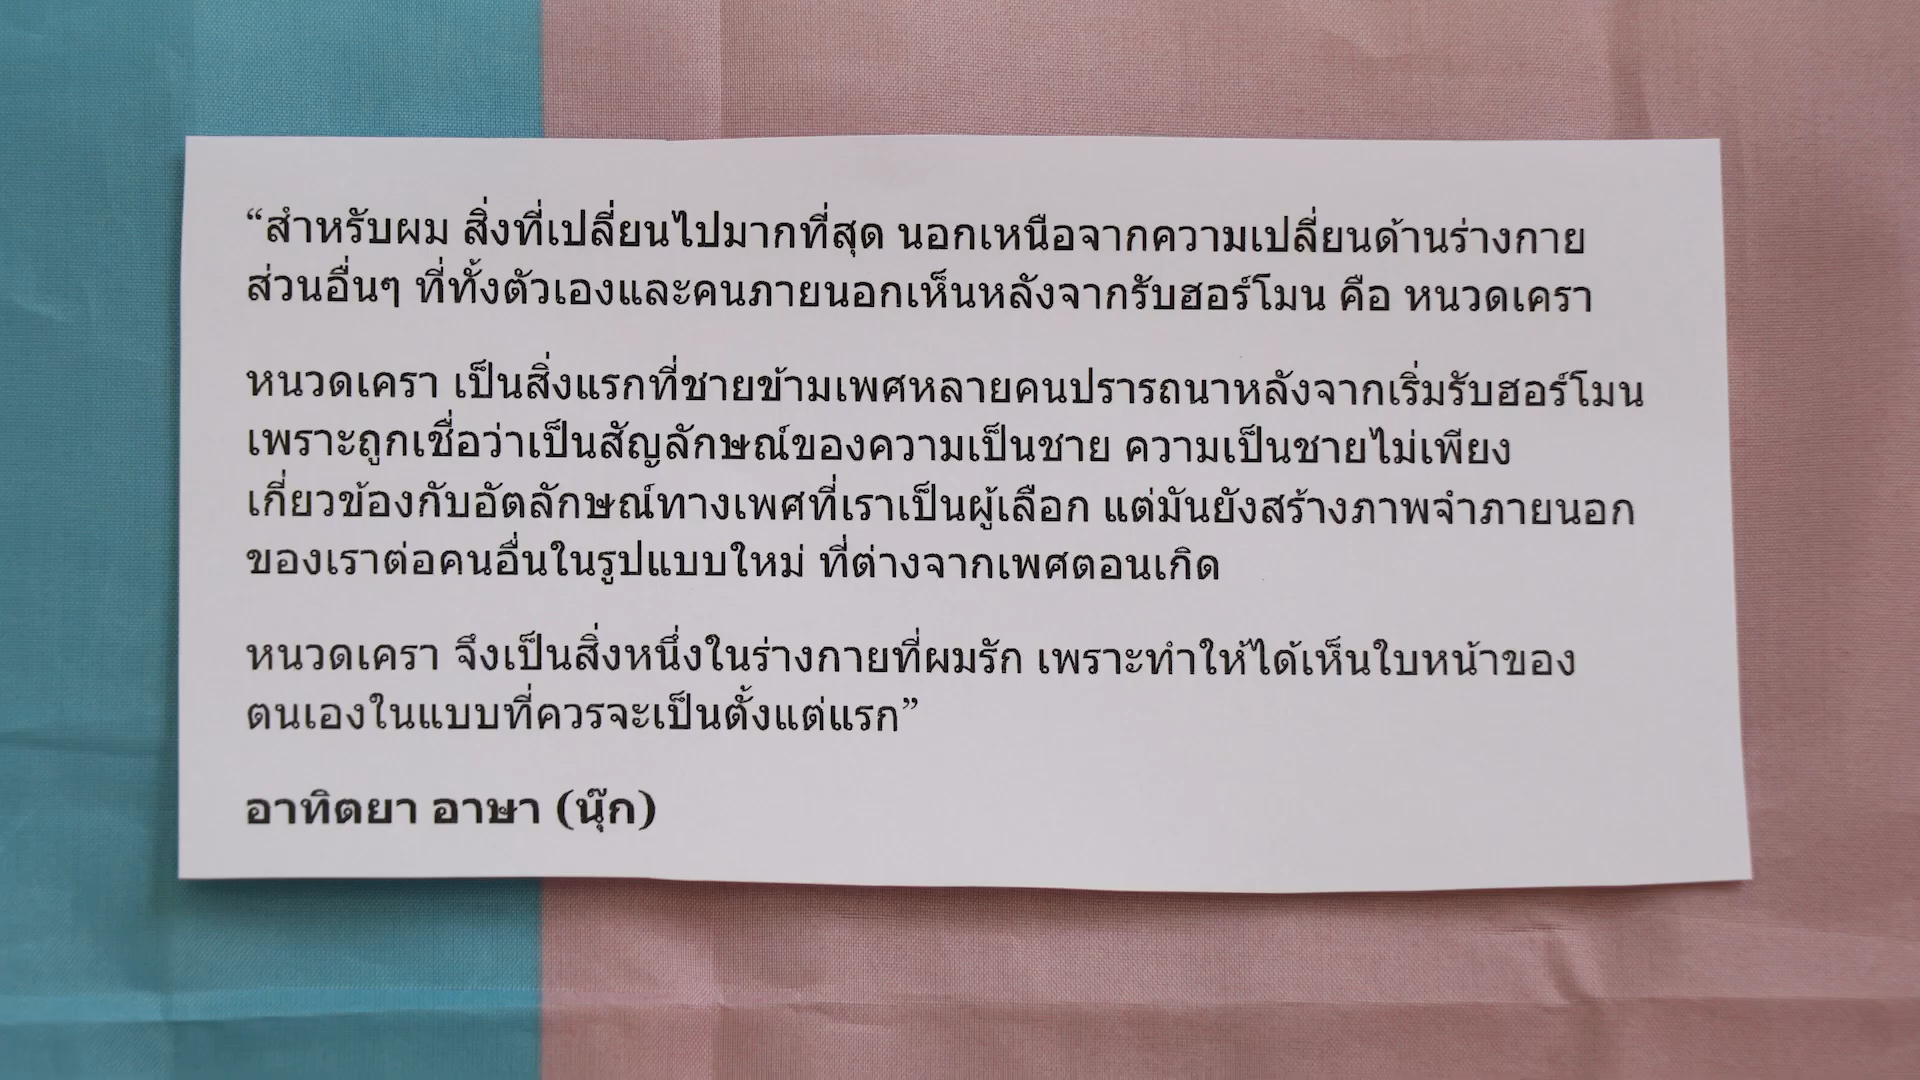 “สำหรับผม สิ่งที่เปลี่ยนไปมากที่สุด นอกเหนือจากความเปลี่ยนด้านร่างกาย
ส่วนอื่นๆ ที่ทั้งตัวเองและคนภายนอกเห็นหลังจากรับฮอร์โมน คือ หนวดเครา
หนวดเครา เป็นสิ่งแรกที่ชายข้ามเพศหลายคนปรารถนาหลังจากเริ่มรับฮอร์โมน
เพราะถูกเชื่อว่าเป็นสัญลักษณ์ของความเป็นชาย ความเป็นชายไม่เพียง
เกี่ยวข้องกับอัตลักษณ์ทางเพศที่เราเป็นผู้เลือก แต่มันยังสร้างภาพจำภายนอก
ของเราต่อคนอื่นในรูปแบบใหม่ ที่ต่างจากเพศตอนเกิด
หนวดเครา จึงเป็นสิ่งหนึ่งในร่างกายที่ผมรัก เพราะทำให้ได้เห็นใบหน้าของ
ตนเองในแบบที่ควรจะเป็นตั้งแต่แรก”
อาทิตยา อาษา (นุ๊ก)